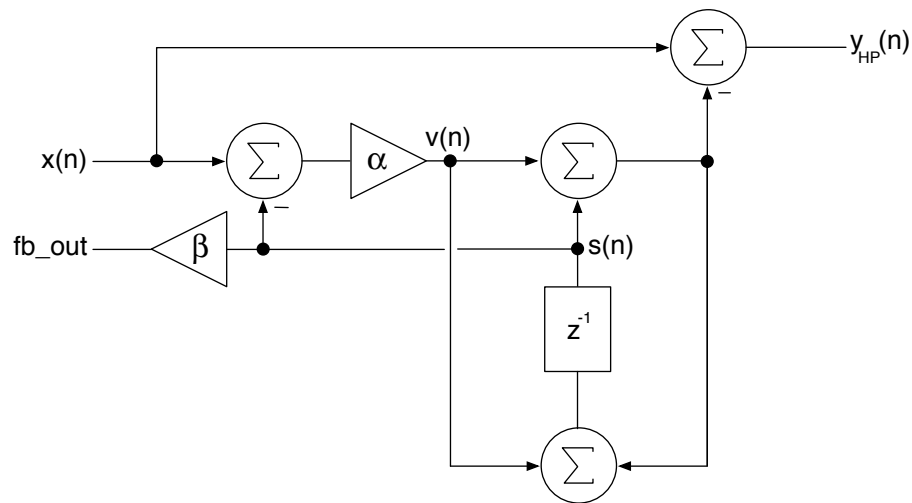 Σ
y_HP(n)
–
x(n)
Σ
α
v(n)
Σ
–
fb_out
β
s(n)
z⁻¹
Σ